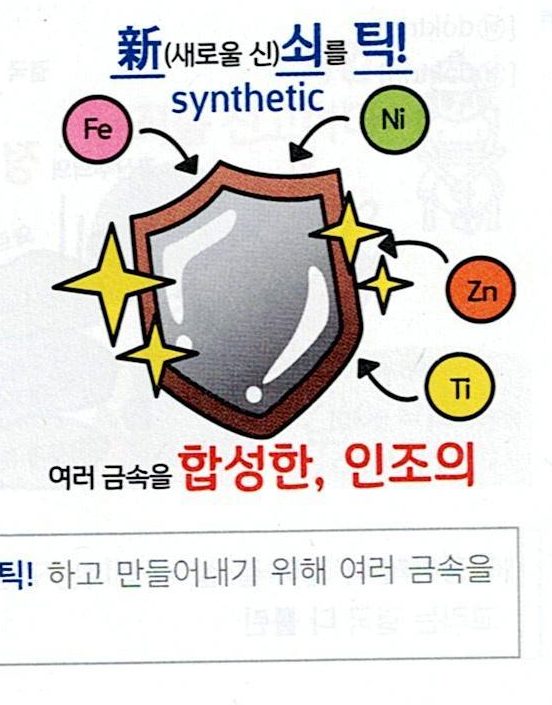 新(새로울 신)쇠를 틱!
synthetic
Fe
Ni
Zn
Ti
여러 금속을 합성한, 인조의
틱! 하고 만들어내기 위해 여러 금속을